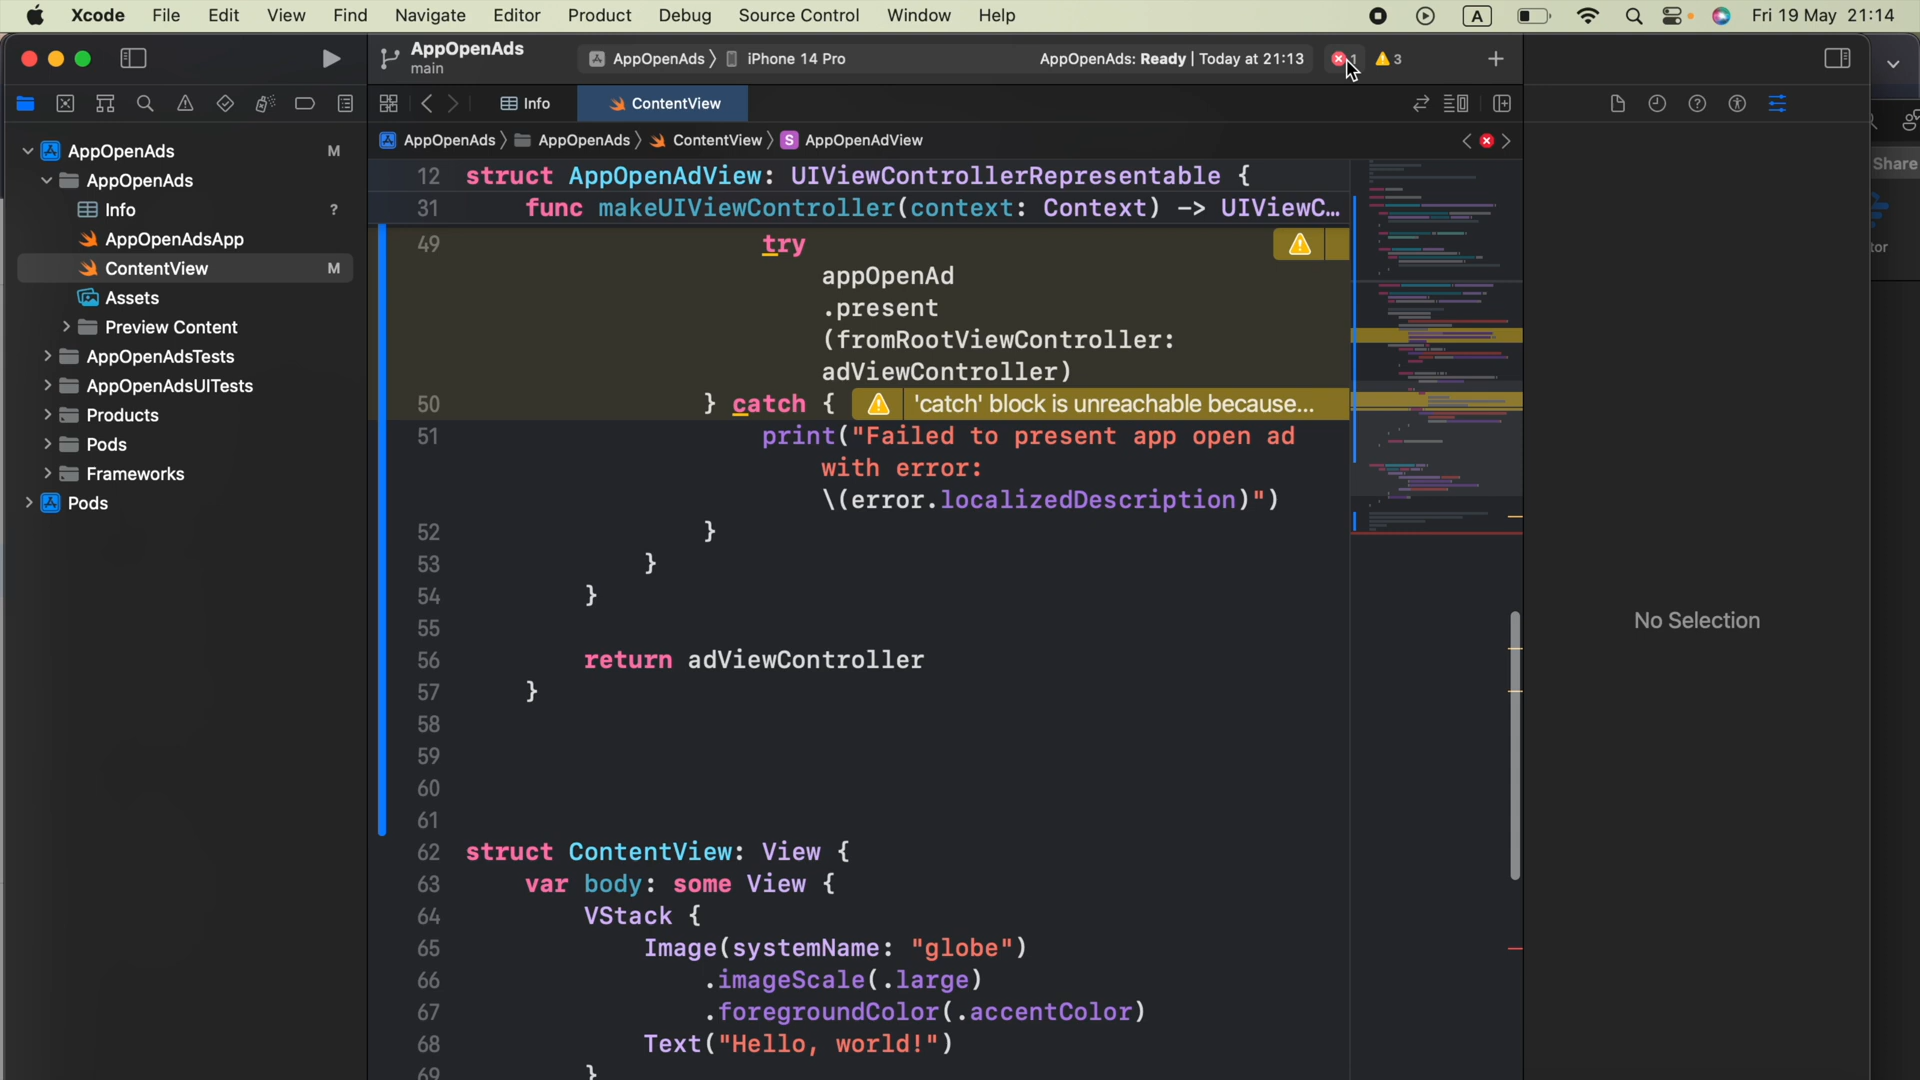 Xcode File Edit View Find Navigate Editor Product Debug Source Control Window Help A Fri 19 May 21:14
AppOpenAds
main
AppOpenAds iPhone 14 Pro AppOpenAds: Ready | Today at 21:13 1 3
Info ContentView
AppOpenAds AppOpenAds ContentView S AppOpenAdView
Share
AppOpenAds M
AppOpenAds
Info ?
AppOpenAdsApp
ContentView M
Assets
Preview Content
AppOpenAdsTests
AppOpenAdsUITests
Products
Pods
Frameworks
Pods
12 struct AppOpenAdView: UIViewControllerRepresentable {
31 func makeUIViewController(context: Context) -> UIViewC…
49 try
appOpenAd
.present
(fromRootViewController:
adViewController)
50 } catch { 'catch' block is unreachable because...
51 print("Failed to present app open ad
with error:
\(error.localizedDescription)")
52 }
53 }
54 }
55
56 return adViewController
57 }
58
59
60
61
62 struct ContentView: View {
63 var body: some View {
64 VStack {
65 Image(systemName: "globe")
66 .imageScale(.large)
67 .foregroundColor(.accentColor)
68 Text("Hello, world!")
69 }
No Selection
tor